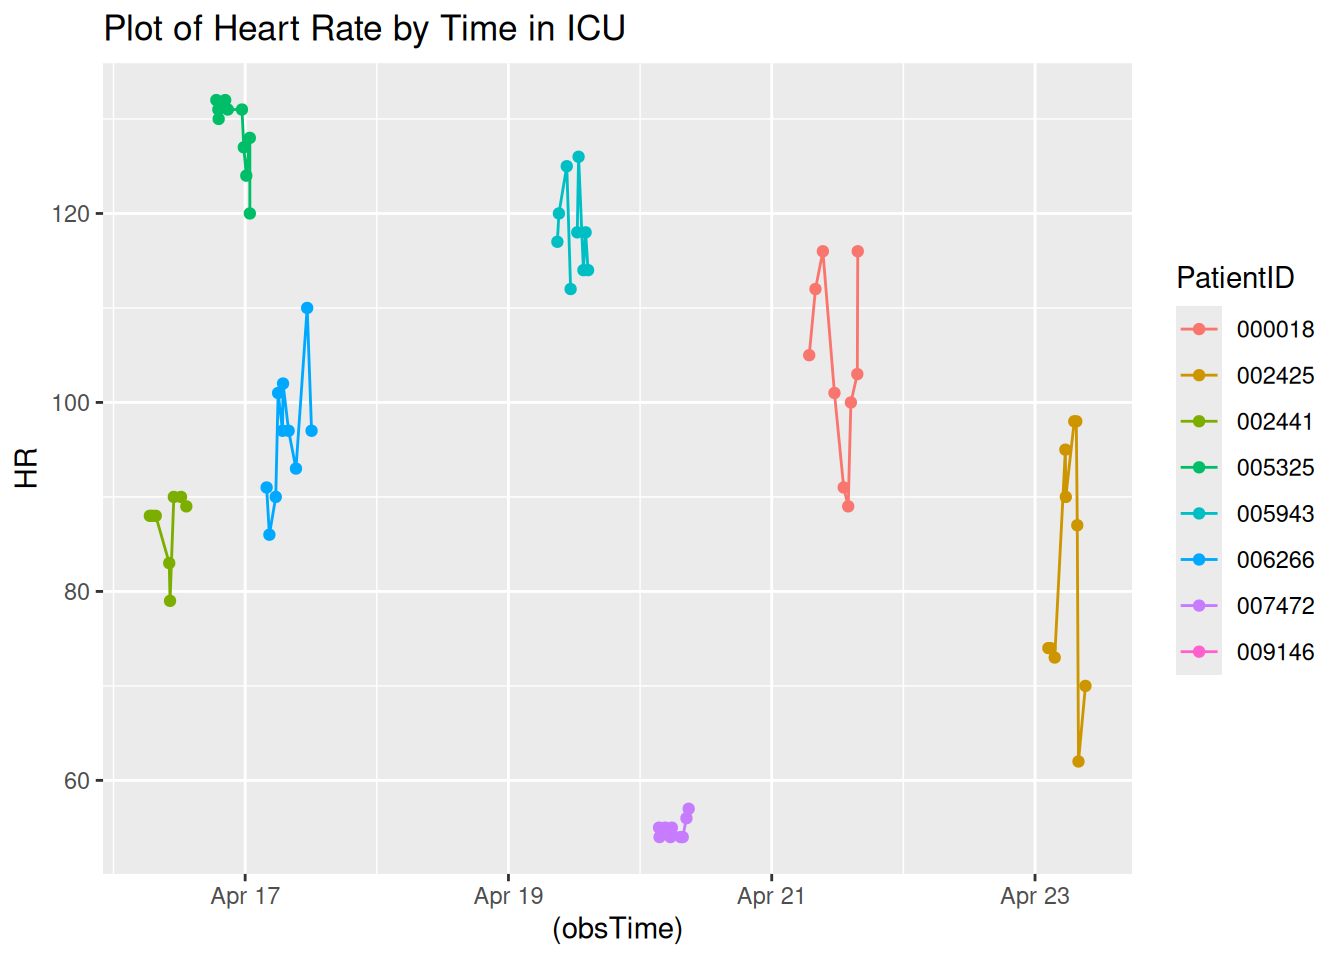 Plot of Heart Rate by Time in ICU
120
100
80
60
HR
Apr 17
Apr 19
Apr 21
Apr 23
(obsTime)
PatientID
000018
002425
002441
005325
005943
006266
007472
009146